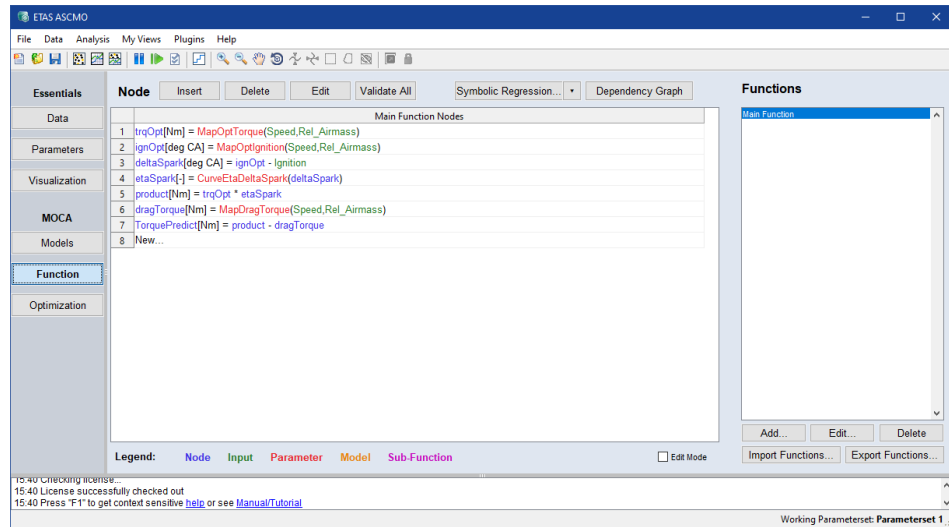 ETAS ASCMO
File Data Analysis My Views Plugins Help
Essentials
Data
Parameters
Visualization
MOCA
Models
Function
Optimization
Node Insert Delete Edit Validate All Symbolic Regression... Dependency Graph
Main Function Nodes
1 trqOpt[Nm] = MapOptTorque(Speed,Rel_Airmass)
2 ignOpt[deg CA] = MapOptIgnition(Speed,Rel_Airmass)
3 deltaSpark[deg CA] = ignOpt - Ignition
4 etaSpark[-] = CurveEtaDeltaSpark(deltaSpark)
5 product[Nm] = trqOpt * etaSpark
6 dragTorque[Nm] = MapDragTorque(Speed,Rel_Airmass)
7 TorquePredict[Nm] = product - dragTorque
8 New...
Legend: Node Input Parameter Model Sub-Function Edit Mode
Functions
Main Function
Add... Edit... Delete
Import Functions... Export Functions...
15:40 Checking license...
15:40 License successfully checked out
15:40 Press "F1" to get context sensitive help or see Manual/Tutorial
Working Parameterset: Parameterset 1